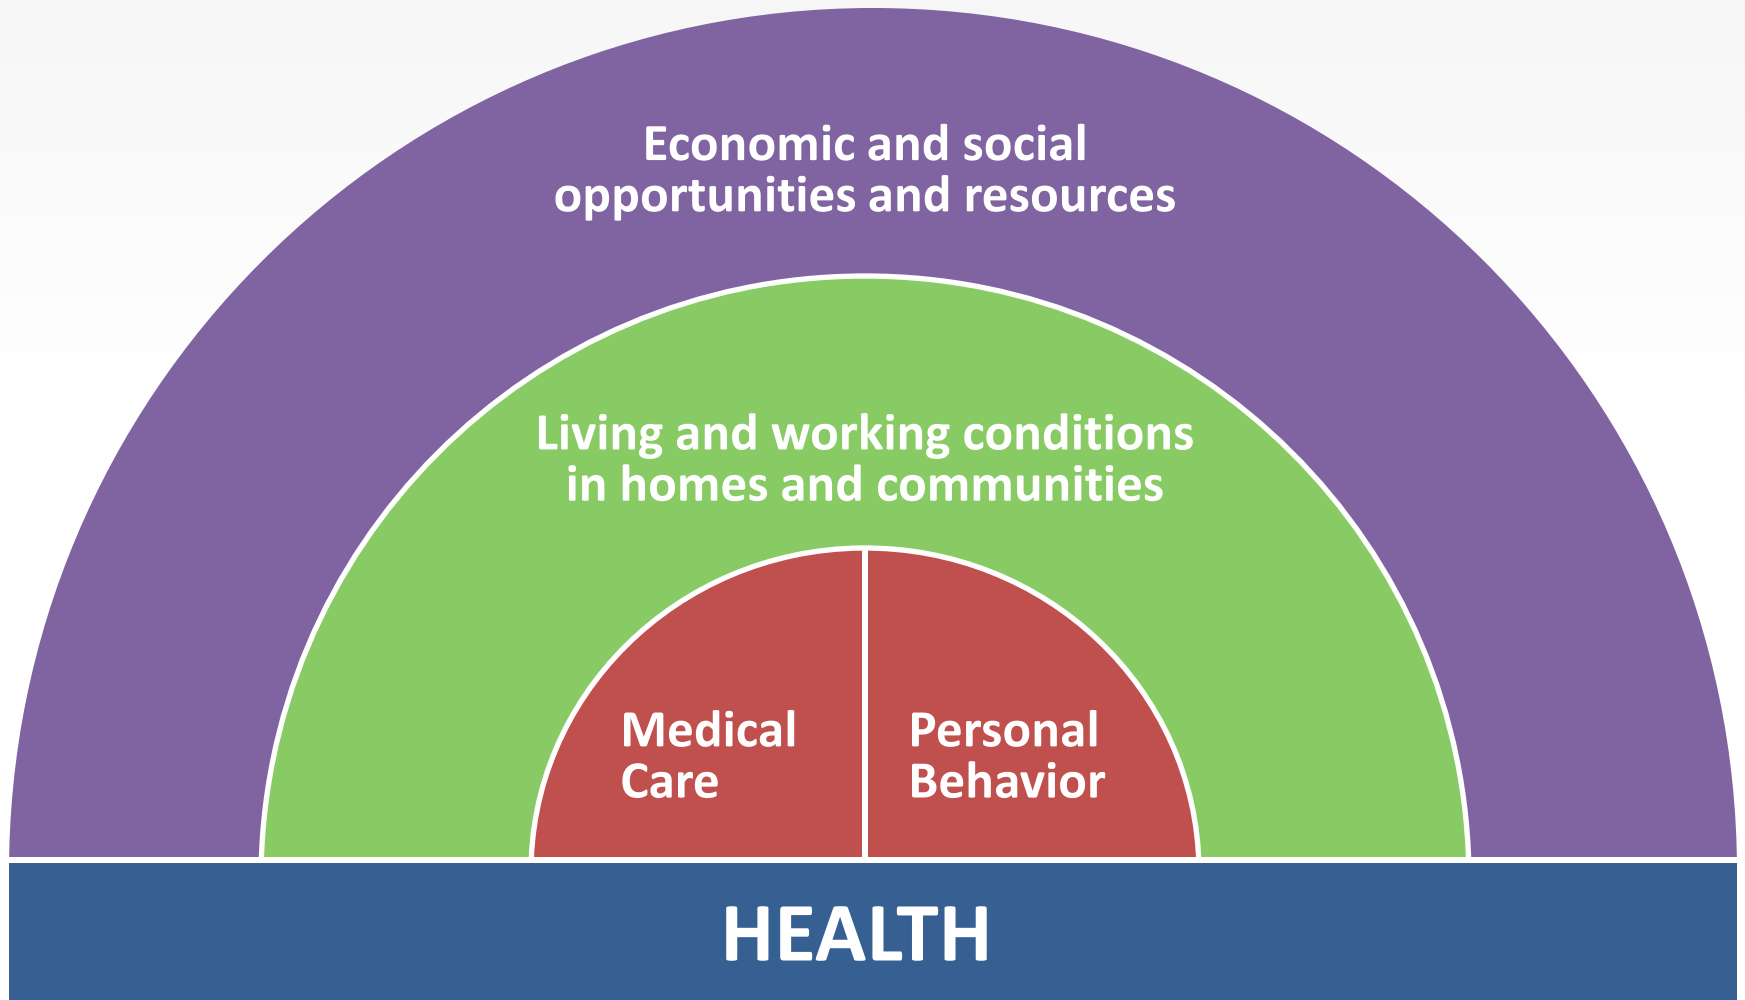 Economic and social
opportunities and resources
Living and working conditions
in homes and communities
Medical
Care
Personal
Behavior
HEALTH